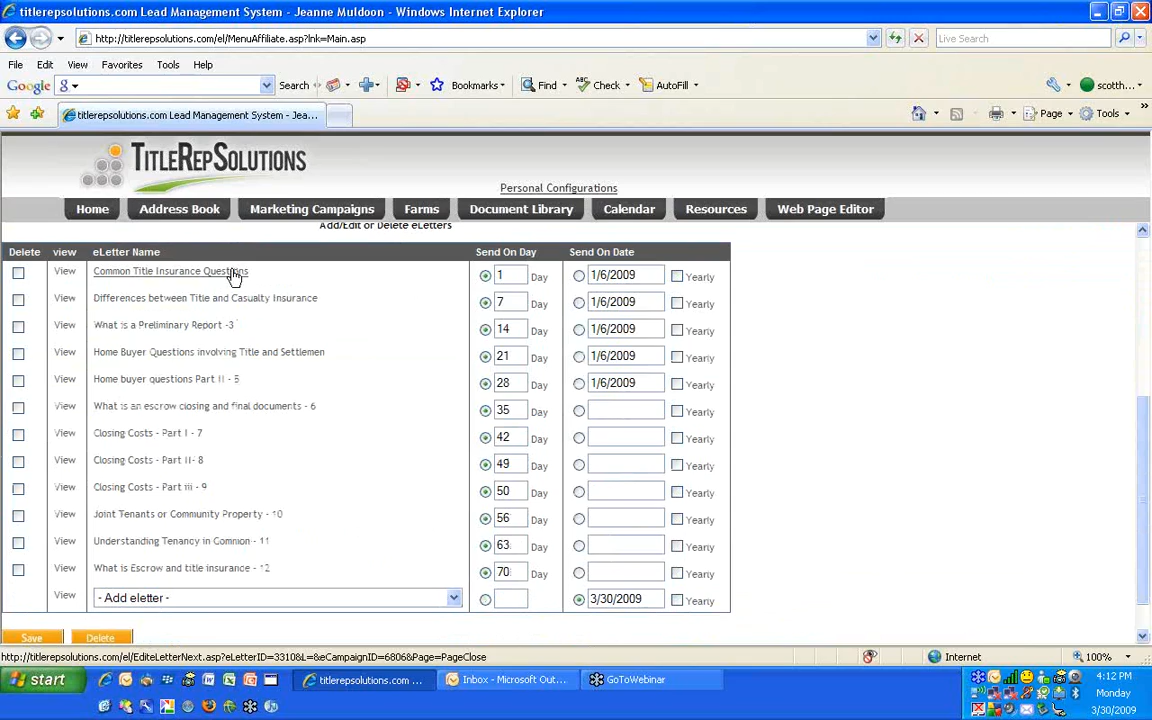 titlerepsolutions.com Lead Management System - Jeanne Muldoon - Windows Internet Explorer
http://titlerepsolutions.com/el/MenuAffiliate.asp?lnk=Main.asp
Live Search
File Edit View Favorites Tools Help
Google Search Bookmarks Find Check AutoFill scotth...
titlerepsolutions.com Lead Management System - Jea...
Page Tools
TITLEREPSOLUTIONS
Personal Configurations
Home Address Book Marketing Campaigns Farms Document Library Calendar Resources Web Page Editor
Add/Edit or Delete eLetters
Delete view eLetter Name Send On Day Send On Date
View Common Title Insurance Questions 1 Day 1/6/2009 Yearly
View Differences between Title and Casualty Insurance 7 Day 1/6/2009 Yearly
View What is a Preliminary Report -3 14 Day 1/6/2009 Yearly
View Home Buyer Questions involving Title and Settlemen 21 Day 1/6/2009 Yearly
View Home buyer questions Part II - 5 28 Day 1/6/2009 Yearly
View What is an escrow closing and final documents - 6 35 Day Yearly
View Closing Costs - Part I - 7 42 Day Yearly
View Closing Costs - Part II- 8 49 Day Yearly
View Closing Costs - Part iii - 9 50 Day Yearly
View Joint Tenants or Community Property - 10 56 Day Yearly
View Understanding Tenancy in Common - 11 63 Day Yearly
View What is Escrow and title insurance - 12 70 Day Yearly
View - Add eletter - 3/30/2009 Yearly
Save Delete
http://titlerepsolutions.com/el/EditeLetterNext.asp?eLetterID=3310&L=&eCampaignID=6806&Page=PageClose Internet 100%
start titlerepsolutions.com ... Inbox - Microsoft Out... GoToWebinar 4:12 PM
Monday
3/30/2009